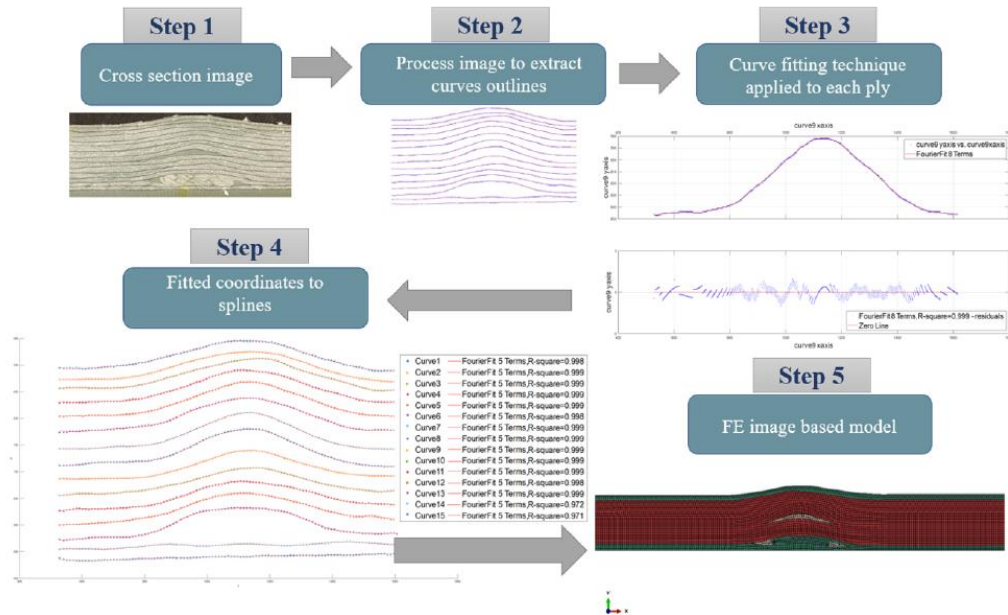 Step 1
Cross section image
Step 2
Process image to extract
curves outlines
Step 3
Curve fitting technique
applied to each ply
curve9 xaxis
curve9 yaxis
curve9 yaxis vs. curve9xaxis
FourierFit 8 Terms
Step 4
Fitted coordinates to
splines
curve9 yaxis
FourierFit 8 Terms,R-square=0.999 -residuals
Zero Line
curve9 xaxis
Curve1 FourierFit 5 Terms,R-square=0.998
Curve2 FourierFit 5 Terms,R-square=0.999
Curve3 FourierFit 5 Terms,R-square=0.999
Curve4 FourierFit 5 Terms,R-square=0.999
Curve5 FourierFit 5 Terms,R-square=0.999
Curve6 FourierFit 5 Terms,R-square=0.998
Curve7 FourierFit 5 Terms,R-square=0.999
Curve8 FourierFit 5 Terms,R-square=0.999
Curve9 FourierFit 5 Terms,R-square=0.999
Curve10 FourierFit 5 Terms,R-square=0.999
Curve11 FourierFit 5 Terms,R-square=0.999
Curve12 FourierFit 5 Terms,R-square=0.998
Curve13 FourierFit 5 Terms,R-square=0.999
Curve14 FourierFit 5 Terms,R-square=0.972
Curve15 FourierFit 5 Terms,R-square=0.971
Step 5
FE image based model
Y
X